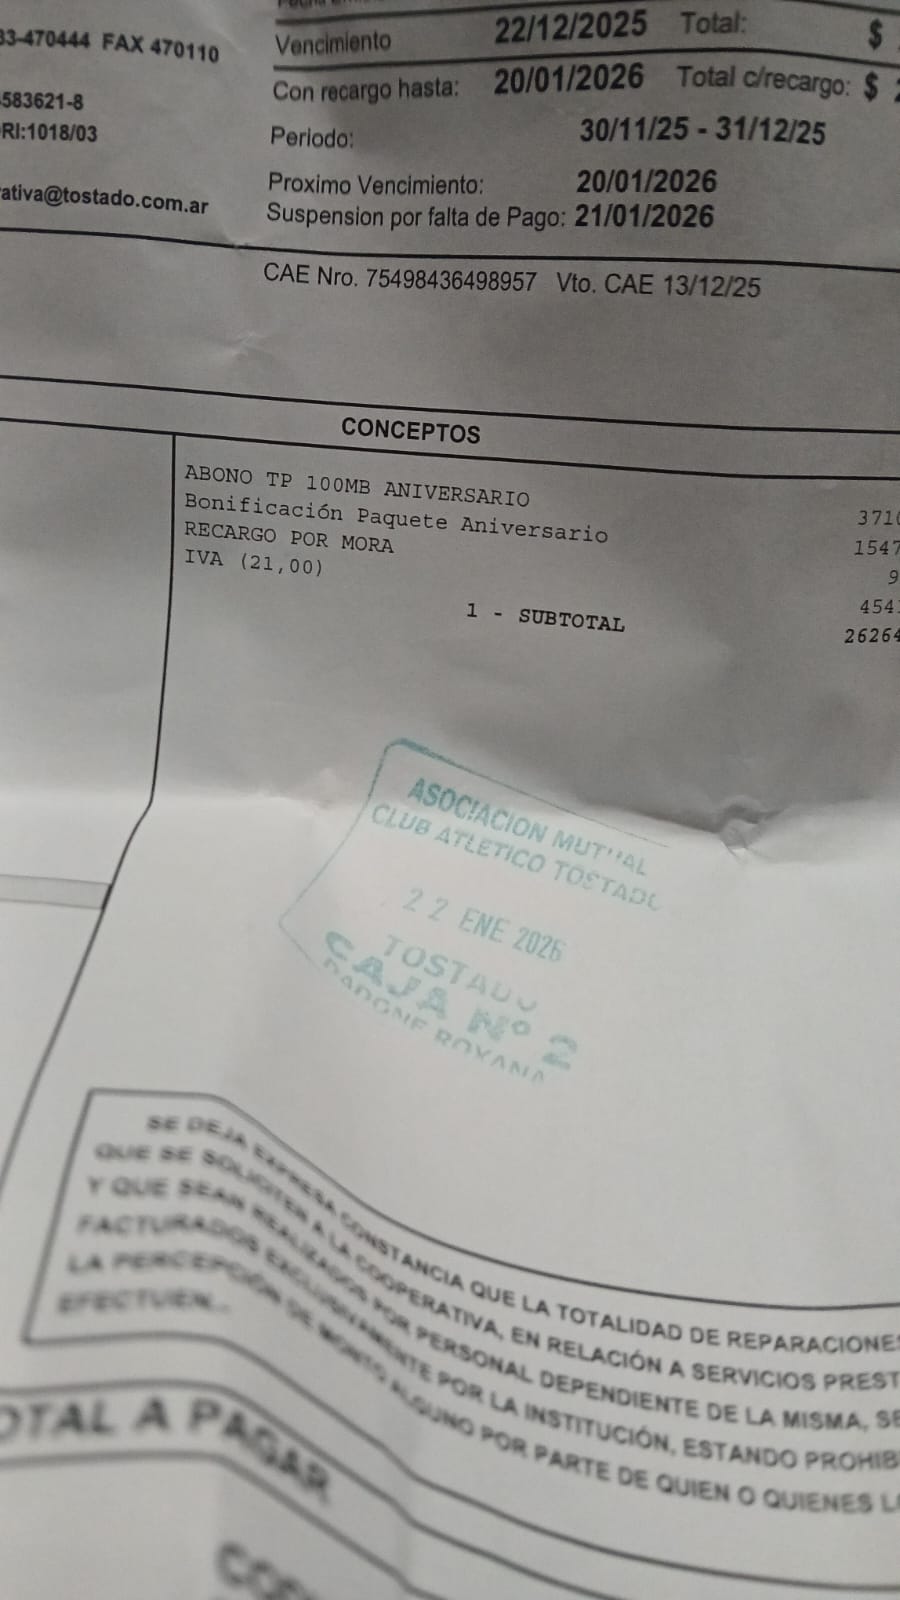 33-470444 FAX 470110
Vencimiento 22/12/2025 Total: $
Con recargo hasta: 20/01/2026 Total c/recargo: $
583621-8
RI:1018/03
Periodo: 30/11/25 - 31/12/25
ativa@tostado.com.ar
Proximo Vencimiento: 20/01/2026
Suspension por falta de Pago: 21/01/2026
CAE Nro. 75498436498957 Vto. CAE 13/12/25
CONCEPTOS
ABONO TP 100MB ANIVERSARIO 371
Bonificación Paquete Aniversario 1547
RECARGO POR MORA 9
IVA (21,00) 454
1 - SUBTOTAL 26264
ASOCIACION MUTUAL
CLUB ATLETICO TOSTADO
22 ENE 2026
TOSTADO
CAJA Nº 2
ROXANA
SE DEJA EXPRESA CONSTANCIA QUE LA TOTALIDAD DE REPARACIONES
QUE SE SOLICITEN A LA COOPERATIVA, EN RELACIÓN A SERVICIOS PREST
Y QUE SEAN REALIZADOS POR PERSONAL DEPENDIENTE DE LA MISMA, SE
FACTURADOS EXCLUSIVAMENTE POR LA INSTITUCIÓN, ESTANDO PROHIB
LA PERCEPCIÓN DE MONTO ALGUNO POR PARTE DE QUIEN O QUIENES L
EFECTUEN..
OTAL A PAGAR